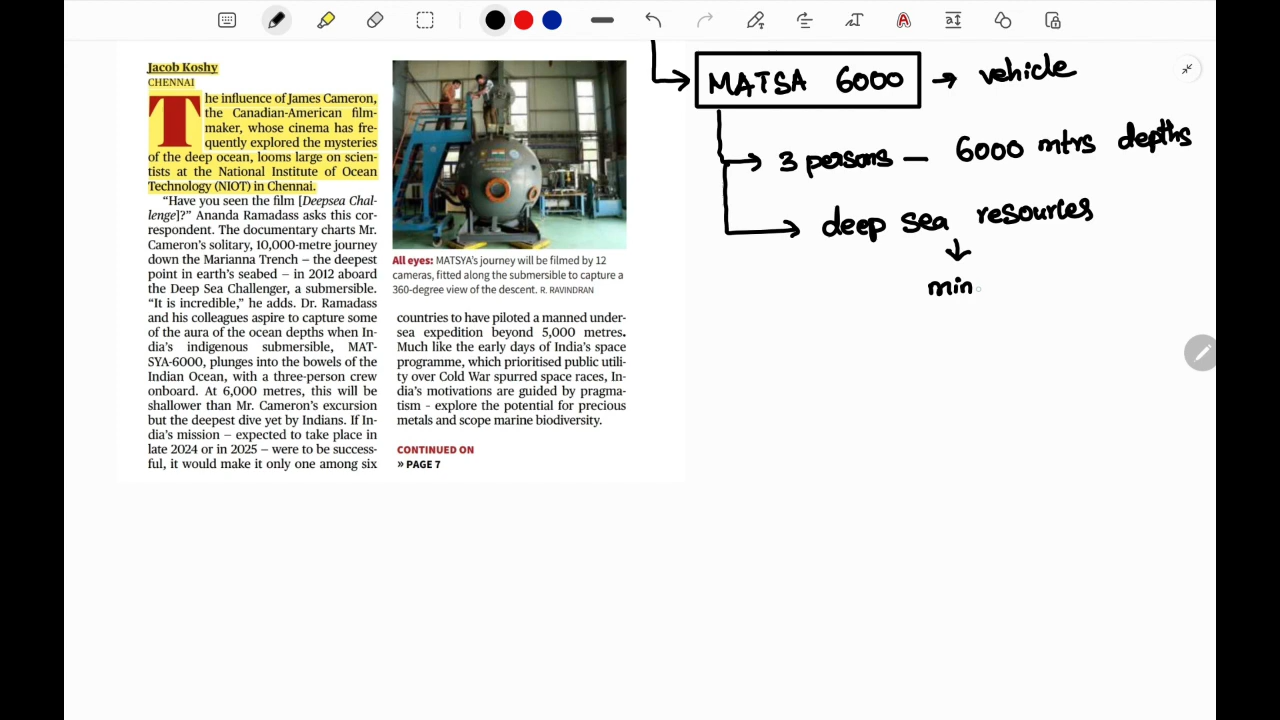 Jacob Koshy
CHENNAI
The influence of James Cameron,
the Canadian-American film-
maker, whose cinema has fre-
quently explored the mysteries
of the deep ocean, looms large on scien-
tists at the National Institute of Ocean
Technology (NIOT) in Chennai.
“Have you seen the film [Deepsea Chal-
lenge]?” Ananda Ramadass asks this cor-
respondent. The documentary charts Mr.
Cameron’s solitary, 10,000-metre journey
down the Marianna Trench – the deepest
point in earth’s seabed – in 2012 aboard
the Deep Sea Challenger, a submersible.
“It is incredible,” he adds. Dr. Ramadass
and his colleagues aspire to capture some
of the aura of the ocean depths when In-
dia’s indigenous submersible, MAT-
SYA-6000, plunges into the bowels of the
Indian Ocean, with a three-person crew
onboard. At 6,000 metres, this will be
shallower than Mr. Cameron’s excursion
but the deepest dive yet by Indians. If In-
dia’s mission – expected to take place in
late 2024 or in 2025 – were to be success-
ful, it would make it only one among six
All eyes: MATSYA’s journey will be filmed by 12
cameras, fitted along the submersible to capture a
360-degree view of the descent. R. RAVINDRAN
countries to have piloted a manned under-
sea expedition beyond 5,000 metres.
Much like the early days of India’s space
programme, which prioritised public utili-
ty over Cold War spurred space races, In-
dia’s motivations are guided by pragma-
tism - explore the potential for precious
metals and scope marine biodiversity.
CONTINUED ON
» PAGE 7
MATSA 6000 → vehicle
3 persons – 6000 mtrs depths
deep sea resources
min